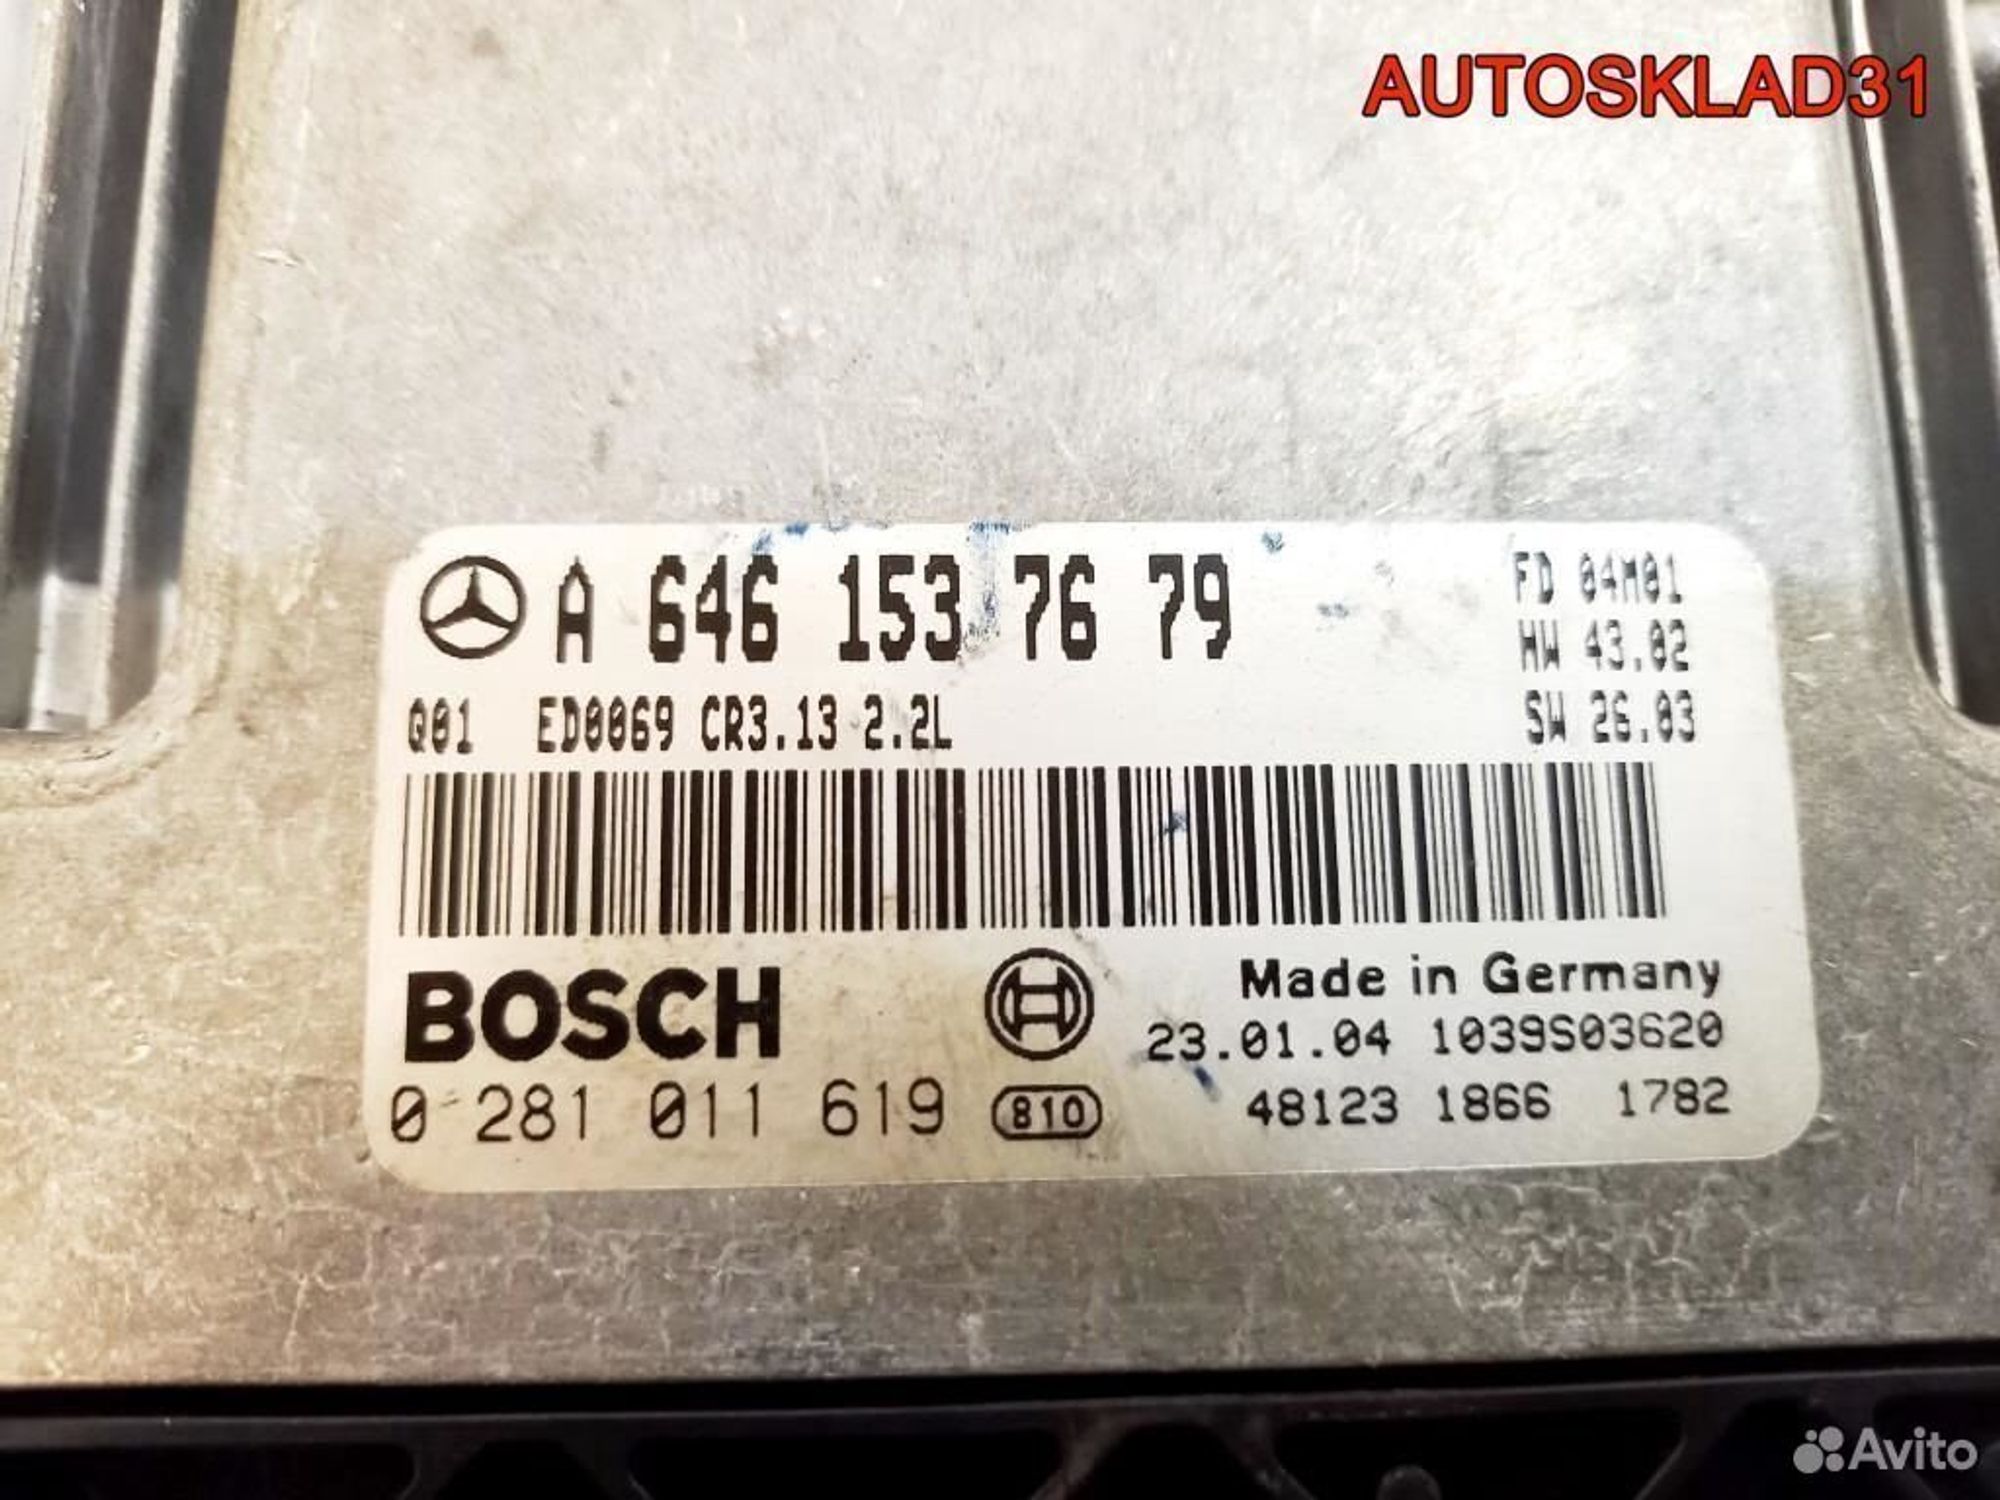 AUTOSKLAD31
A 646 153 76 79
FD 04M01
HW 43.02
Q01 ED0069 CR3.13 2.2L
SW 26.03
BOSCH
Made in Germany
23.01.04 1039S03620
0 281 011 619
810
48123 1866 1782
Avito